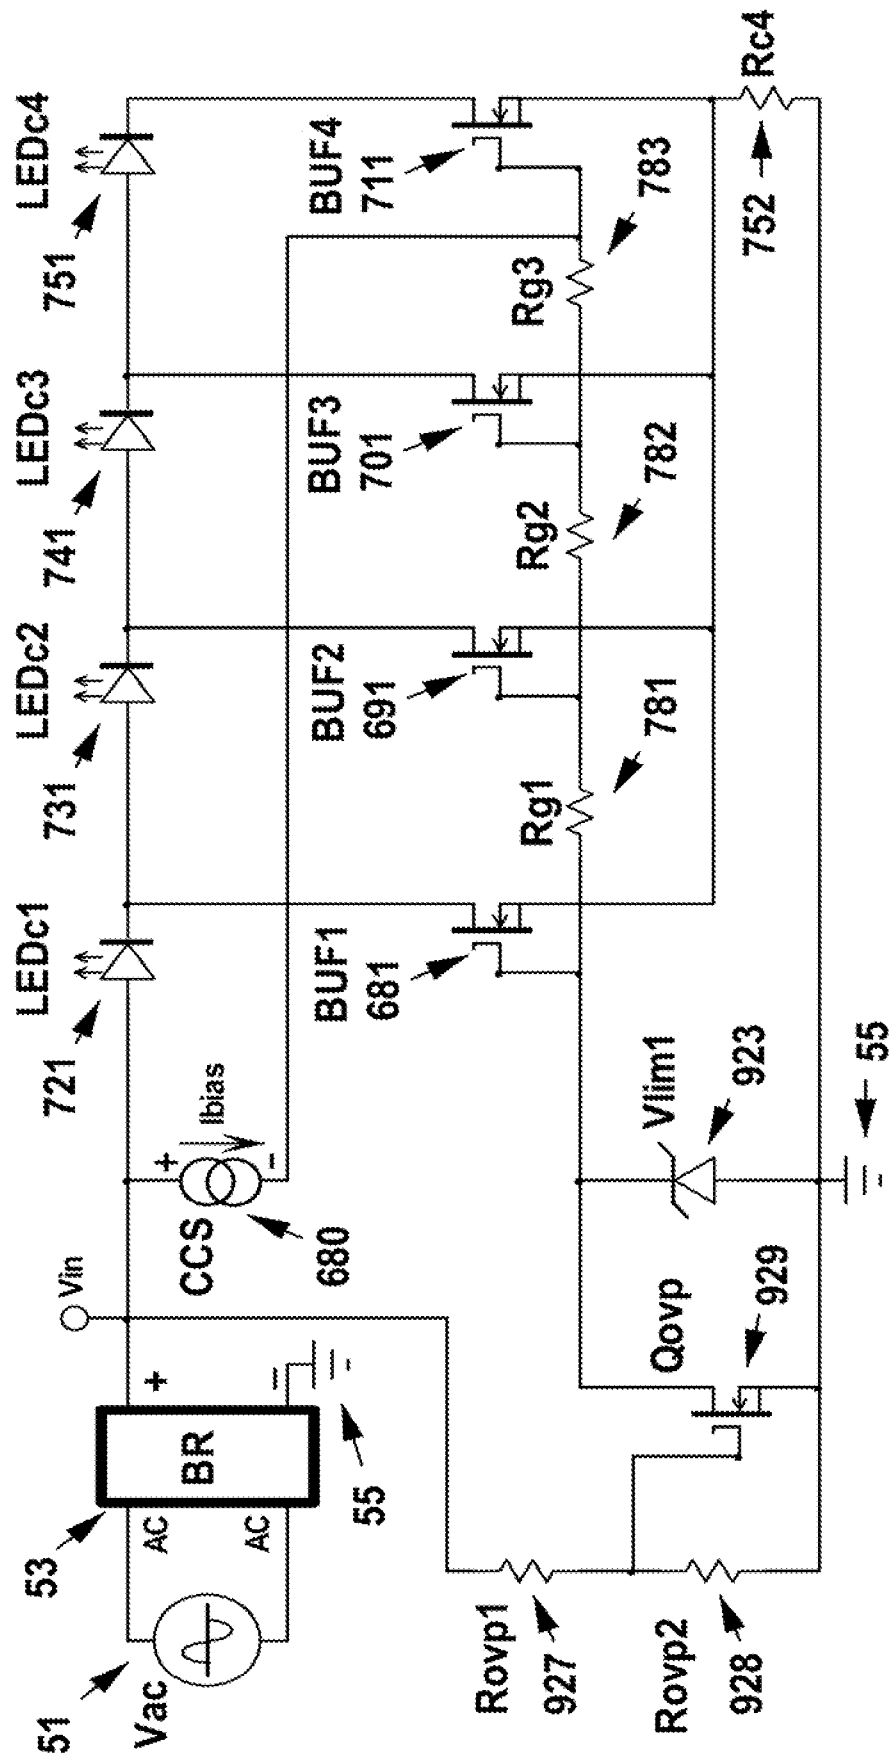 LEDc1
LEDc2
LEDc3
LEDc4
721
731
741
751
Vin
51
53
Vac
AC
AC
BR
+
−
55
CCS
680
+
−
Ibias
BUF1
681
BUF2
691
BUF3
701
BUF4
711
Rg1
781
Rg2
782
Rg3
783
Rovp1
927
Rovp2
928
Qovp
929
Vlim1
923
55
752
Rc4